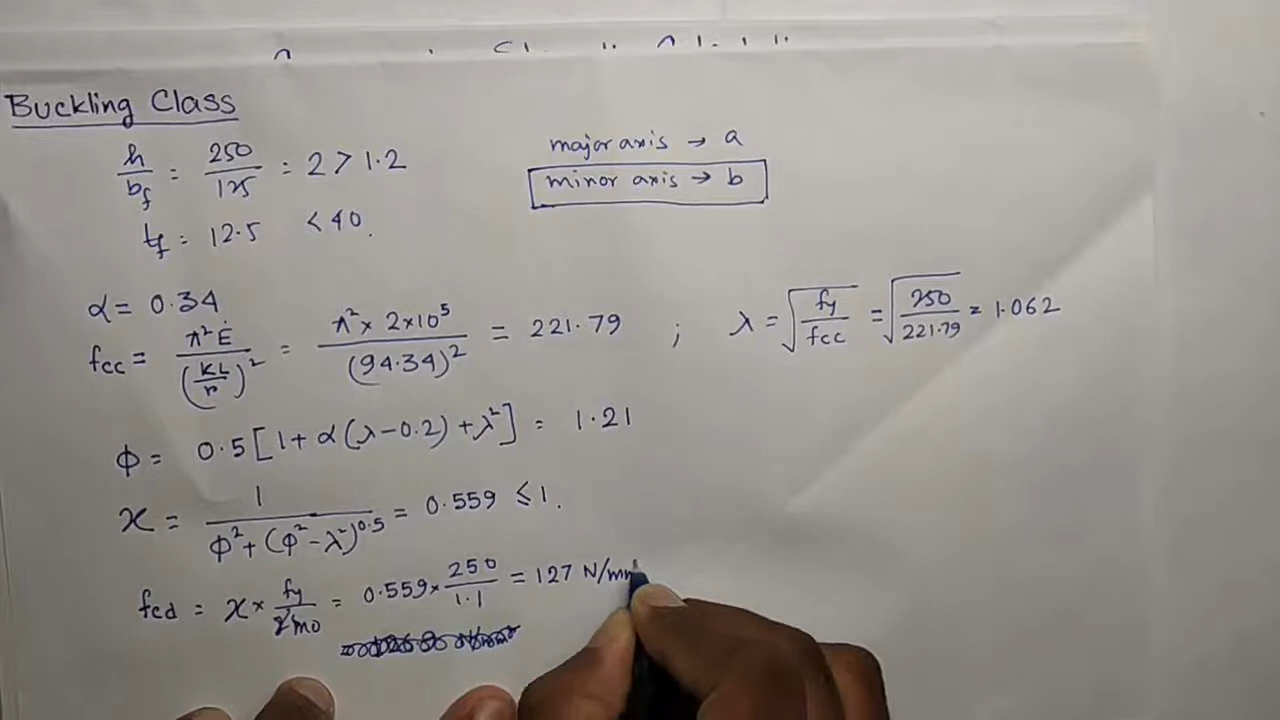 Buckling Class
h/bf = 250/125 = 2 > 1.2
major axis → a
minor axis → b
tf = 12.5 < 40.
α = 0.34
fcc = π² E / (KL/r)² = π² × 2×10⁵ / (94.34)² = 221.79 ; λ = √(fy/fcc) = √(250/221.79) = 1.062
ϕ = 0.5 [1 + α (λ - 0.2) + λ²] = 1.21
χ = 1 / ϕ² + (ϕ² - λ²)^0.5 = 0.559 ≤ 1.
fcd = χ × fy/γm0 = 0.559 × 250/1.1 = 127 N/mm